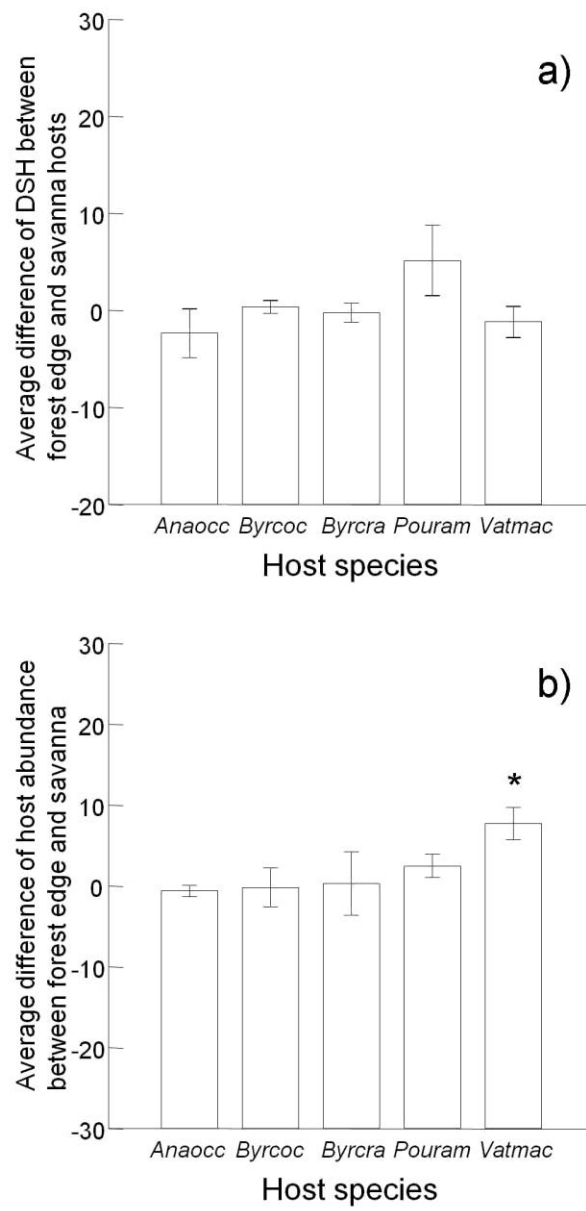 a)
Average difference of DSH between
forest edge and savanna hosts
30
20
10
0
-10
-20
Anaocc Byrcoc Byrcra Pouram Vatmac
Host species
b)
Average difference of host abundance
between forest edge and savanna
30
20
10
0
-10
-20
-30
*
Anaocc Byrcoc Byrcra Pouram Vatmac
Host species